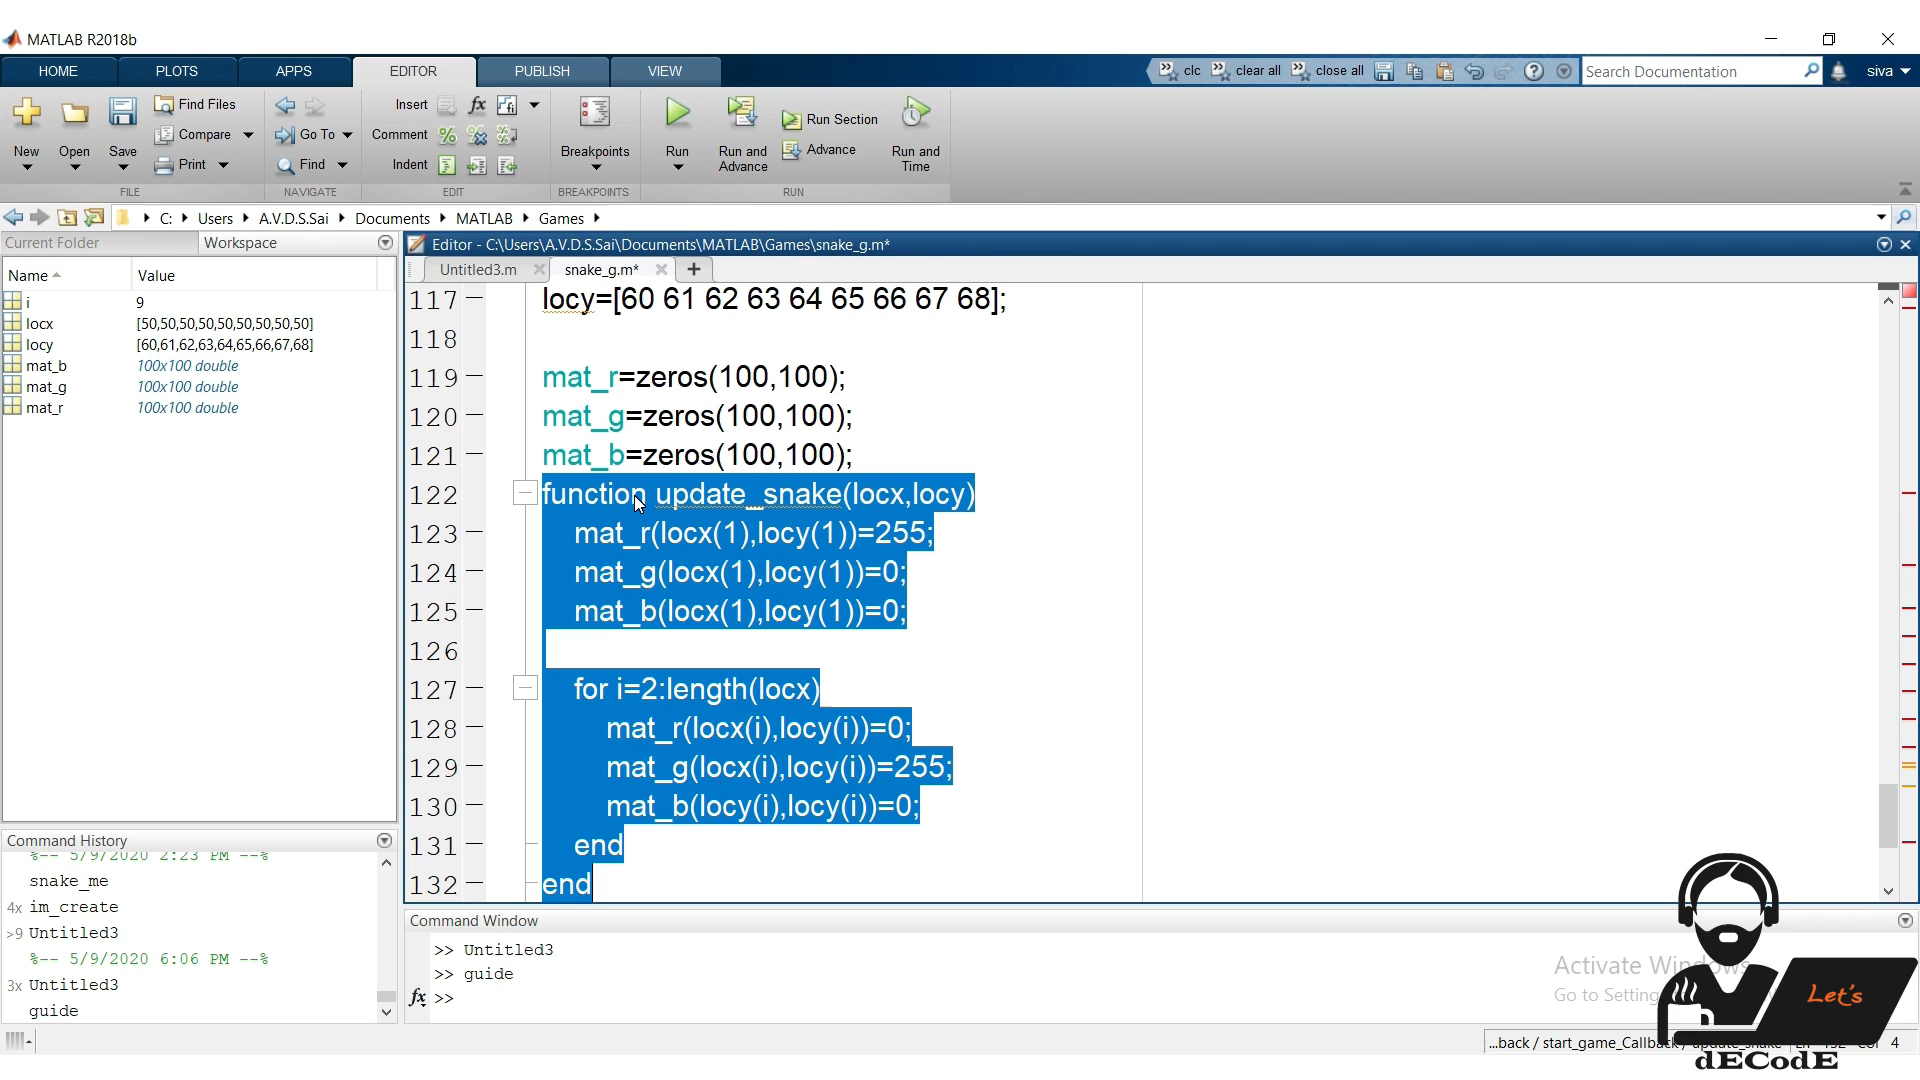 MATLAB R2018b
HOME PLOTS APPS EDITOR PUBLISH VIEW
clc clear all close all Search Documentation siva
New Open Save Find Files Compare Print
Go To Find
Insert Comment Indent
Breakpoints
Run Run and Advance Run Section Advance Run and Time
FILE NAVIGATE EDIT BREAKPOINTS RUN
C: Users A.V.D.S.Sai Documents MATLAB Games
Current Folder Workspace
Name Value
i 9
locx [50,50,50,50,50,50,50,50,50]
locy [60,61,62,63,64,65,66,67,68]
mat_b 100x100 double
mat_g 100x100 double
mat_r 100x100 double
Editor - C:\Users\A.V.D.S.Sai\Documents\MATLAB\Games\snake_g.m*
Untitled3.m snake_g.m*
117 locy=[60 61 62 63 64 65 66 67 68];
118
119 mat_r=zeros(100,100);
120 mat_g=zeros(100,100);
121 mat_b=zeros(100,100);
122 function update_snake(locx,locy)
123 mat_r(locx(1),locy(1))=255;
124 mat_g(locx(1),locy(1))=0;
125 mat_b(locx(1),locy(1))=0;
126
127 for i=2:length(locx)
128 mat_r(locx(i),locy(i))=0;
129 mat_g(locx(i),locy(i))=255;
130 mat_b(locy(i),locy(i))=0;
131 end
132 end
Command History
%-- 5/9/2020 2:23 PM --%
snake_me
4x im_create
>9 Untitled3
%-- 5/9/2020 6:06 PM --%
3x Untitled3
guide
Command Window
>> Untitled3
>> guide
fx >>
Activate Windows
Go to Setting
...back / start_game_Callback / update_snake Ln 132 Col 4
Let's
dECodE